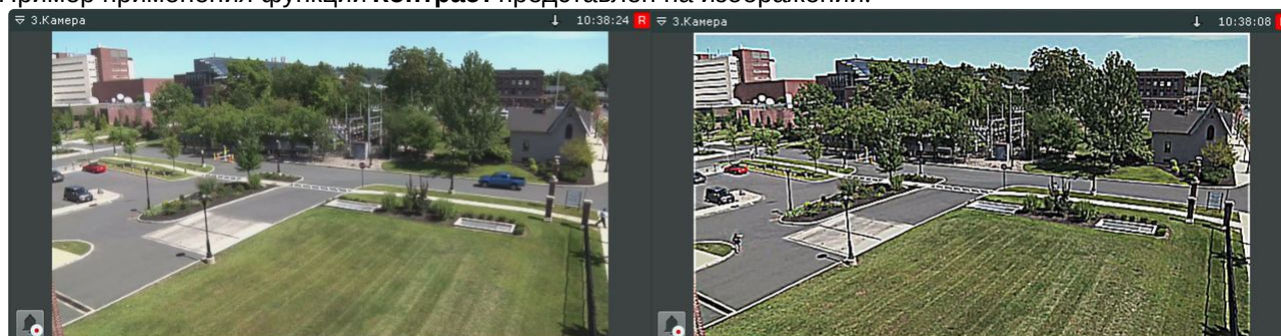 Пример применения функции Контраст представлен на изображении.
3.Камера 10:38:24 R 3.Камера 10:38:08